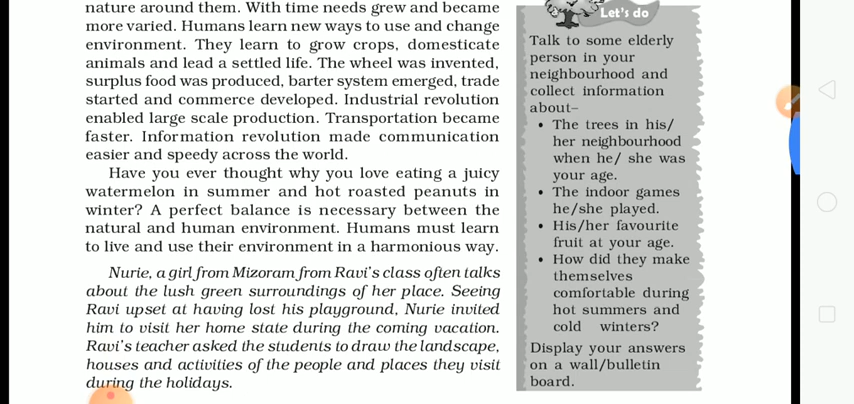 nature around them. With time needs grew and became
more varied. Humans learn new ways to use and change
environment. They learn to grow crops, domesticate
animals and lead a settled life. The wheel was invented,
surplus food was produced, barter system emerged, trade
started and commerce developed. Industrial revolution
enabled large scale production. Transportation became
faster. Information revolution made communication
easier and speedy across the world.
Have you ever thought why you love eating a juicy
watermelon in summer and hot roasted peanuts in
winter? A perfect balance is necessary between the
natural and human environment. Humans must learn
to live and use their environment in a harmonious way.
Nurie, a girl from Mizoram from Ravi's class often talks
about the lush green surroundings of her place. Seeing
Ravi upset at having lost his playground, Nurie invited
him to visit her home state during the coming vacation.
Ravi's teacher asked the students to draw the landscape,
houses and activities of the people and places they visit
during the holidays.
Let's do
Talk to some elderly
person in your
neighbourhood and
collect information
about–
• The trees in his/
her neighbourhood
when he/ she was
your age.
• The indoor games
he/she played.
• His/her favourite
fruit at your age.
• How did they make
themselves
comfortable during
hot summers and
cold winters?
Display your answers
on a wall/bulletin
board.